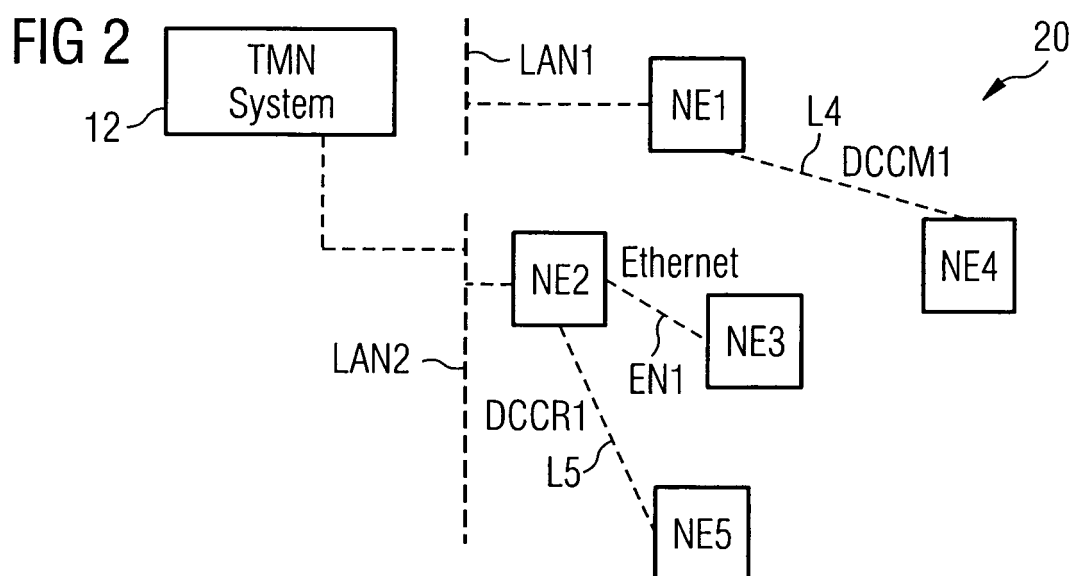 FIG 2
TMN
System
12
LAN1
NE1
20
L4
DCCM1
NE4
NE2
Ethernet
NE3
EN1
LAN2
DCCR1
L5
NE5